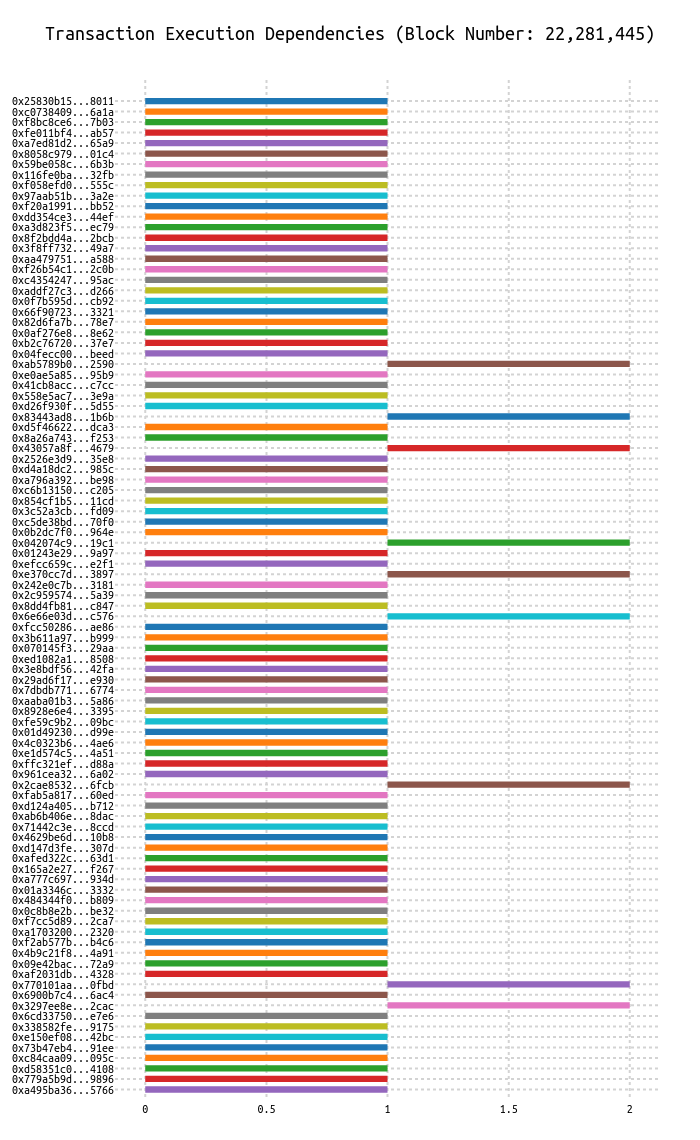 Transaction Execution Dependencies (Block Number: 22,281,445)
0x25830b15...8011
0xc0738409...6a1a
0xf8bc8ce6...7b03
0xfe011bf4...ab57
0xa7ed81d2...65a9
0x8058c979...01c4
0x59be058c...6b3b
0x116fe0ba...32fb
0xf058efd0...555c
0x97aab51b...3a2e
0xf20a1991...bb52
0xdd354ce3...44ef
0xa3d823f5...ec79
0x8f2bdd4a...2bcb
0x3f8ff732...49a7
0xaa479751...a588
0xf26b54c1...2c0b
0xc4354247...95ac
0xaddf27c3...d266
0x0f7b595d...cb92
0x66f90723...3321
0x82d6fa7b...78e7
0x0af276e8...8e62
0xb2c76720...37e7
0x04fecc00...beed
0xab5789b0...2590
0xe0ae5a85...95b9
0x41cb8acc...c7cc
0x558e5ac7...3e9a
0xd26f930f...5d55
0x83443ad8...1b6b
0xd5f46622...dca3
0x8a26a743...f253
0x43057a8f...4679
0x2526e3d9...35e8
0xd4a18dc2...985c
0xa796a392...be98
0xc6b13150...c205
0x854cf1b5...11cd
0x3c52a3cb...fd09
0xc5de38bd...70f0
0x0b2dc7f0...964e
0x042074c9...19c1
0x01243e29...9a97
0xefcc659c...e2f1
0xe370cc7d...3897
0x242e0c7b...3181
0x2c959574...5a39
0x8dd4fb81...c847
0x6e66e03d...c576
0xfcc50286...ae86
0x3b611a97...b999
0x070145f3...29aa
0xed1082a1...8508
0x3e8bdf56...42fa
0x29ad6f17...e930
0x7dbdb771...6774
0xaaba01b3...5a86
0x8928e6e4...3395
0xfe59c9b2...09bc
0x01d49230...d99e
0x4c0323b6...4ae6
0xe1d574c5...4a51
0xffc321ef...d88a
0x961cea32...6a02
0x2cae8532...6fcb
0xfab5a817...60ed
0xd124a405...b712
0xab6b406e...8dac
0x71442c3e...8ccd
0x4629be6d...10b8
0xd147d3fe...307d
0xafed322c...63d1
0x165a2e27...f267
0xa777c697...934d
0x01a3346c...3332
0x484344f0...b809
0x0c8b8e2b...be32
0xf7cc5d89...2ca7
0xa1703200...2320
0xf2ab577b...b4c6
0x4b9c21f8...4a91
0x09e42bac...72a9
0xaf2031db...4328
0x770101aa...0fbd
0x6900b7c4...6ac4
0x3297ee8e...2cac
0x6cd33750...e7e6
0x338582fe...9175
0xe150ef08...42bc
0x73b47eb4...91ee
0xc84caa09...095c
0xd58351c0...4108
0x779a5b9d...9896
0xa495ba36...5766
0 0.5 1 1.5 2